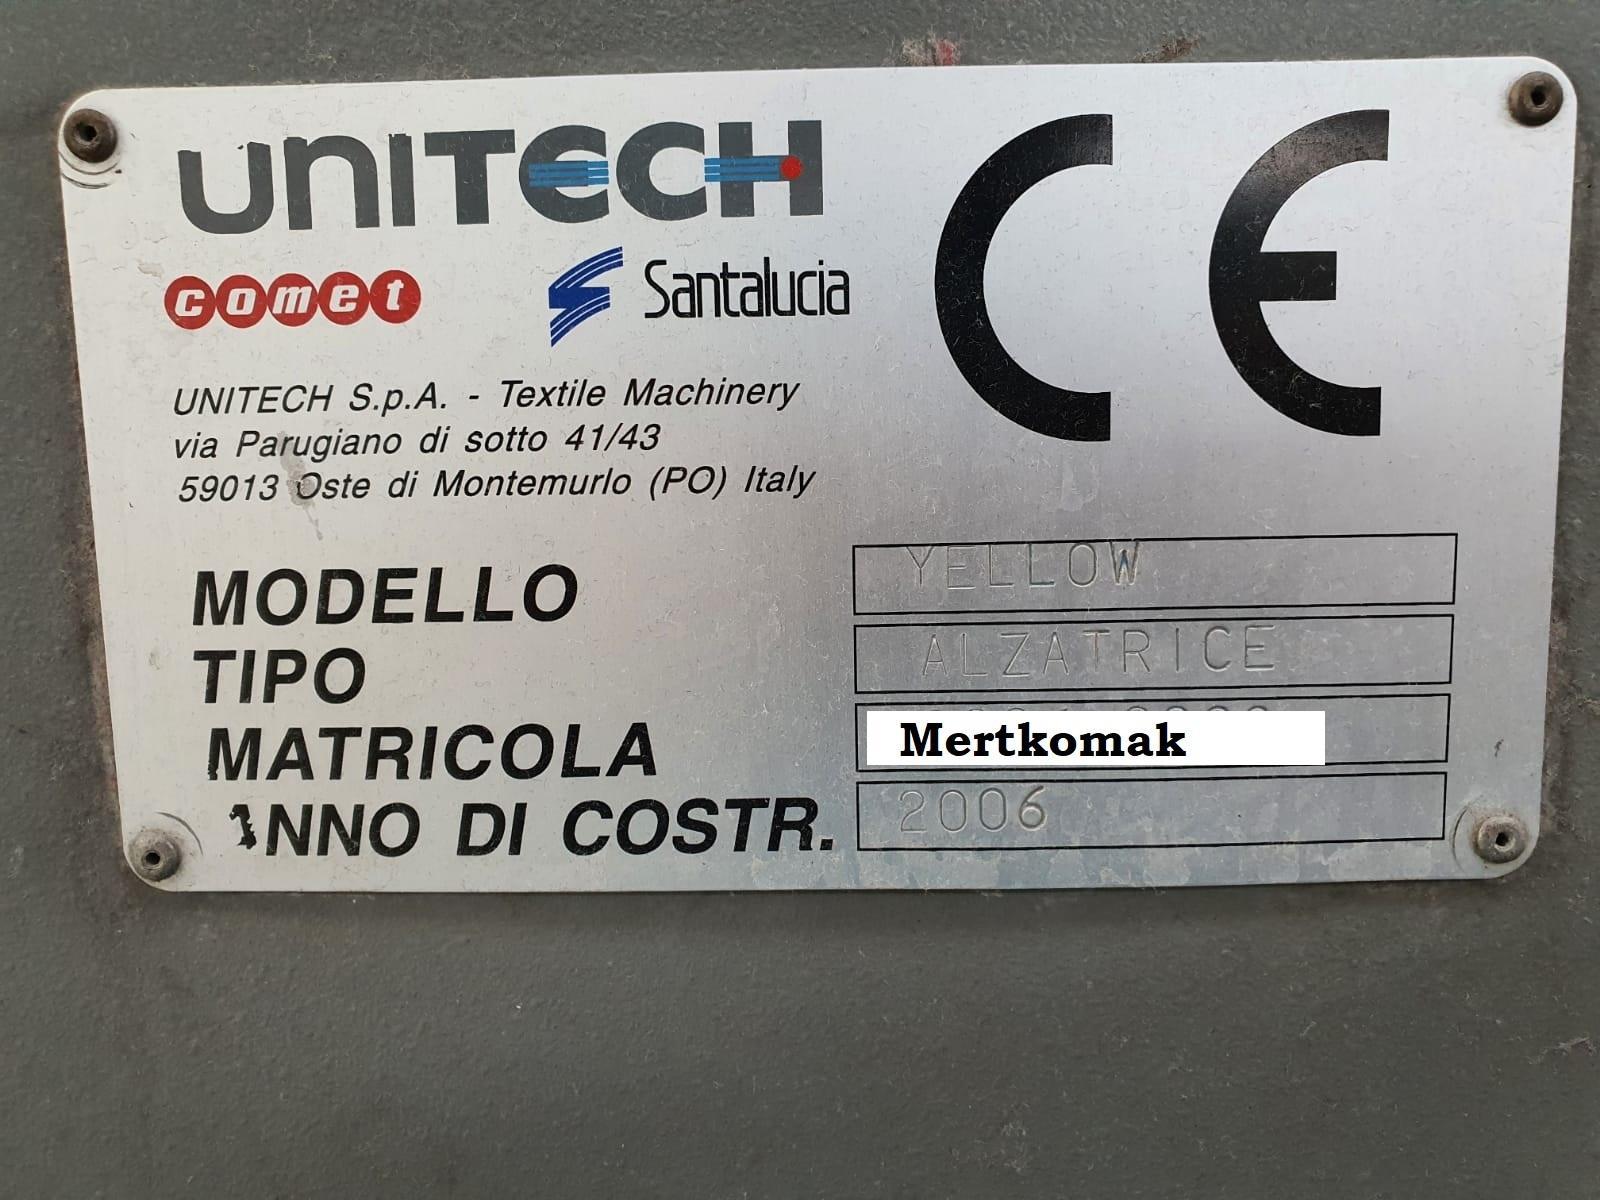 UNITECH
comet
Santalucia
CE
UNITECH S.p.A. - Textile Machinery
via Parugiano di sotto 41/43
59013 Oste di Montemurlo (PO) Italy
MODELLO YELLOW
TIPO ALZATRICE
MATRICOLA Mertkomak
ANNO DI COSTR. 2006